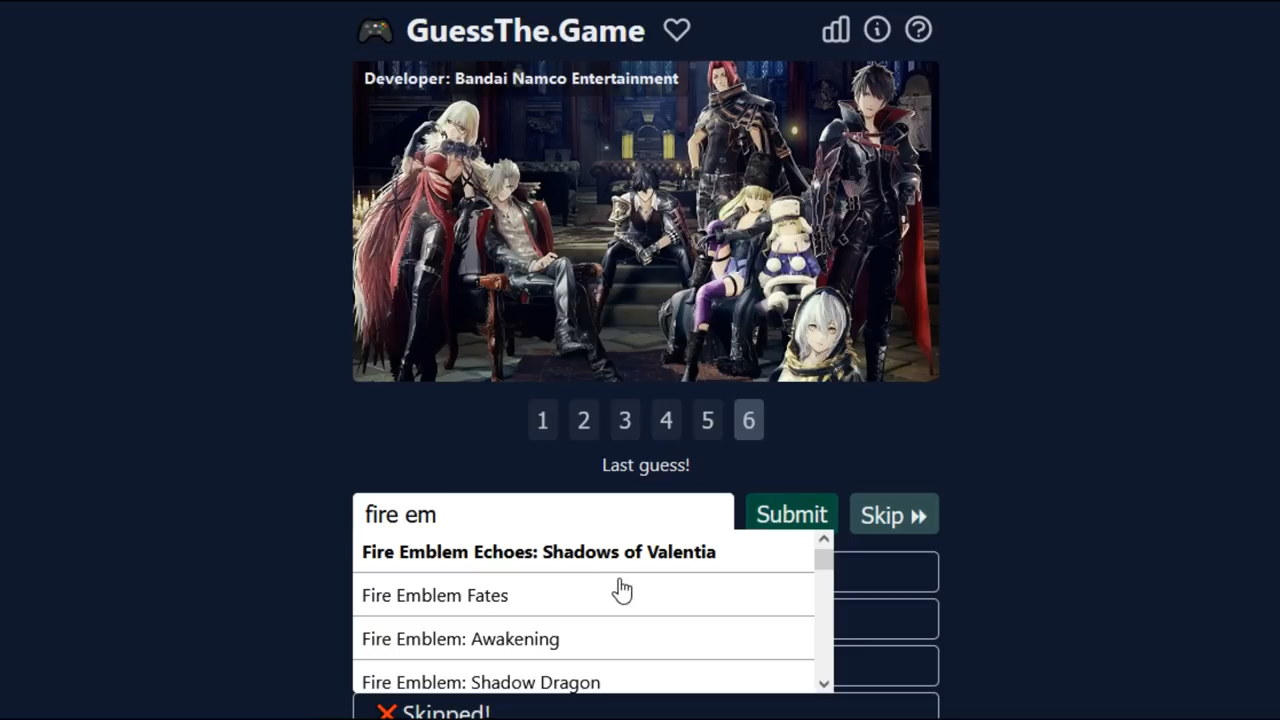 GuessThe.Game
Developer: Bandai Namco Entertainment
1 2 3 4 5 6
Last guess!
fire em
Submit
Skip
Fire Emblem Echoes: Shadows of Valentia
Fire Emblem Fates
Fire Emblem: Awakening
Fire Emblem: Shadow Dragon
Skipped!